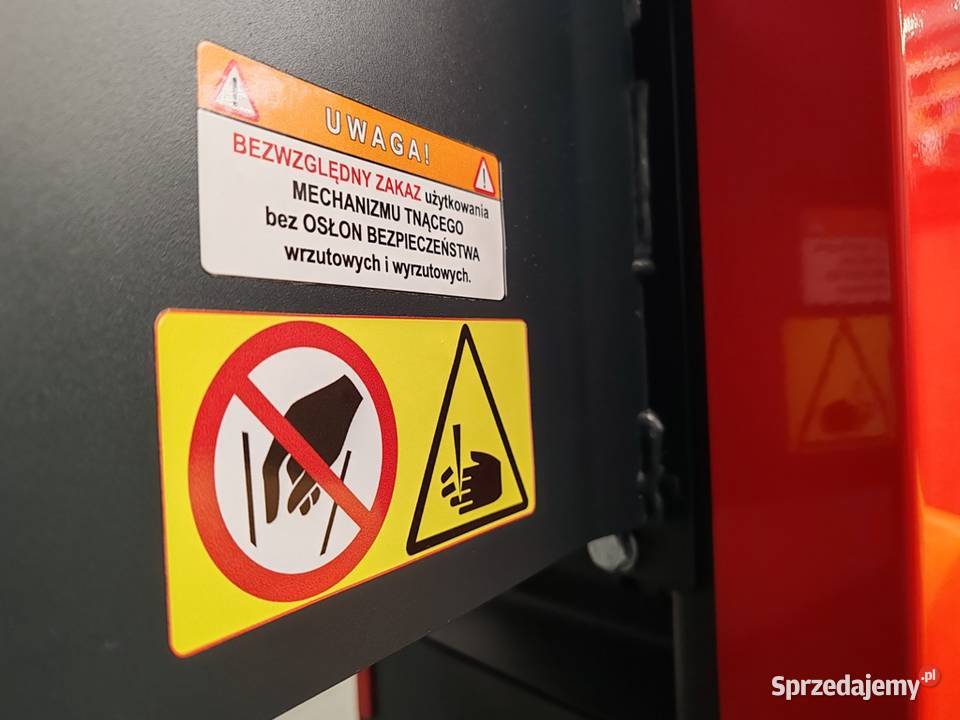 UWAGA!
BEZWZGLĘDNY ZAKAZ użytkowania
MECHANIZMU TNĄCEGO
bez OSŁON BEZPIECZEŃSTWA
wrzutowych i wyrzutowych.
Sprzedajemy.pl